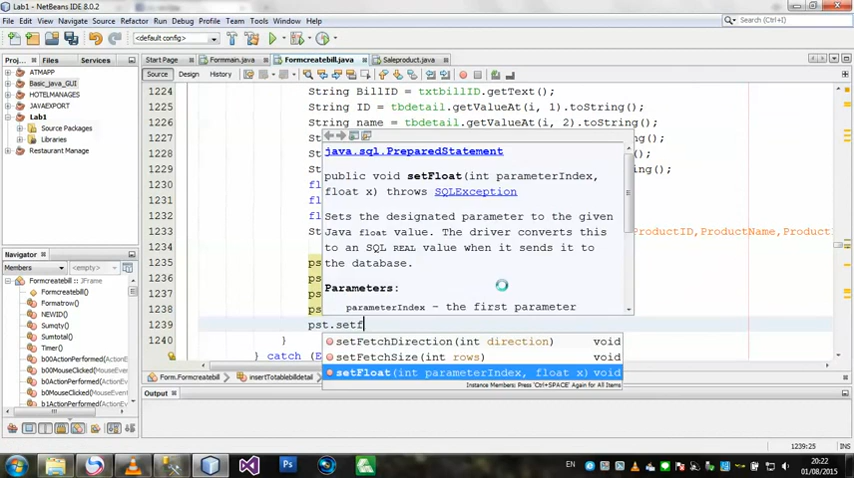 Lab1 - NetBeans IDE 8.0.2
File Edit View Navigate Source Refactor Run Debug Profile Team Tools Window Help
Search (Ctrl+I)
<default config>
Proj... Files Services
Start Page Formmain.java Formcreatebill.java Saleproduct.java
Source Design History
ATMAPP
Basic_java_GUI
HOTELMANAGES
JAVAEXPORT
Lab1
Source Packages
Libraries
Restaurant Manage
1224 String BillID = txtbillID.getText();
1225 String ID = tbdetail.getValueAt(i, 1).toString();
1226 String name = tbdetail.getValueAt(i, 2).toString();
1227 St ng();
1228 St );
1229 St ng();
1230 fl
1231 fl
1232 fl
1233 St ProductID,ProductName,Product
1234
1235 ps
1236 ps
1237 ps
1238 ps
1239 pst.setf
1240 }
} catch (E
java.sql.PreparedStatement
public void setFloat(int parameterIndex,
float x) throws SQLException
Sets the designated parameter to the given
Java float value. The driver converts this
to an SQL REAL value when it sends it to
the database.
Parameters:
parameterIndex - the first parameter
setFetchDirection(int direction) void
setFetchSize(int rows) void
setFloat(int parameterIndex, float x) void
Instance Members; Press 'Ctrl+SPACE' Again for All Items
Navigator
Members <empty>
Formcreatebill :: JFrame
Formcreatebill()
Formatrow()
NEWID()
Sumqty()
Sumtotal()
Timer()
b00ActionPerformed(ActionE
b00MouseClicked(MouseEven
b0ActionPerformed(ActionEv
b0MouseClicked(MouseEvent
b1ActionPerformed(ActionEv
Form.Formcreatebill insertTotabebilldetail
Output
1239:25 INS
EN 20:22
01/08/2015